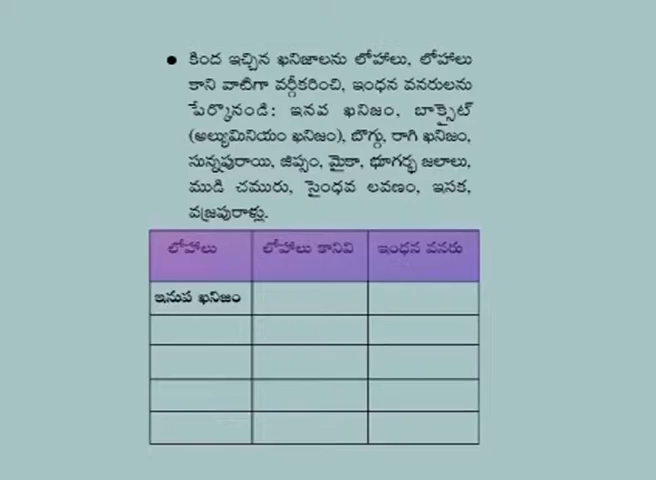 • కింద ఇచ్చిన ఖనిజాలను లోహాలు, లోహాలు
కాని వాటిగా వర్గీకరించి, ఇంధన వనరులను
పేర్కొనండి: ఇనవ ఖనిజం, బాక్సైట్
(అల్యుమినియం ఖనిజం), బొగ్గు, రాగి ఖనిజం,
సున్నపురాయి, జిప్సం, మైకా, భూగర్భ జలాలు,
ముడి చమురు, సైంధవ లవణం, ఇసక,
వజ్రపురాళ్లు.
లోహాలు లోహాలు కానివి ఇంధన వనరు
ఇనుప ఖనిజం